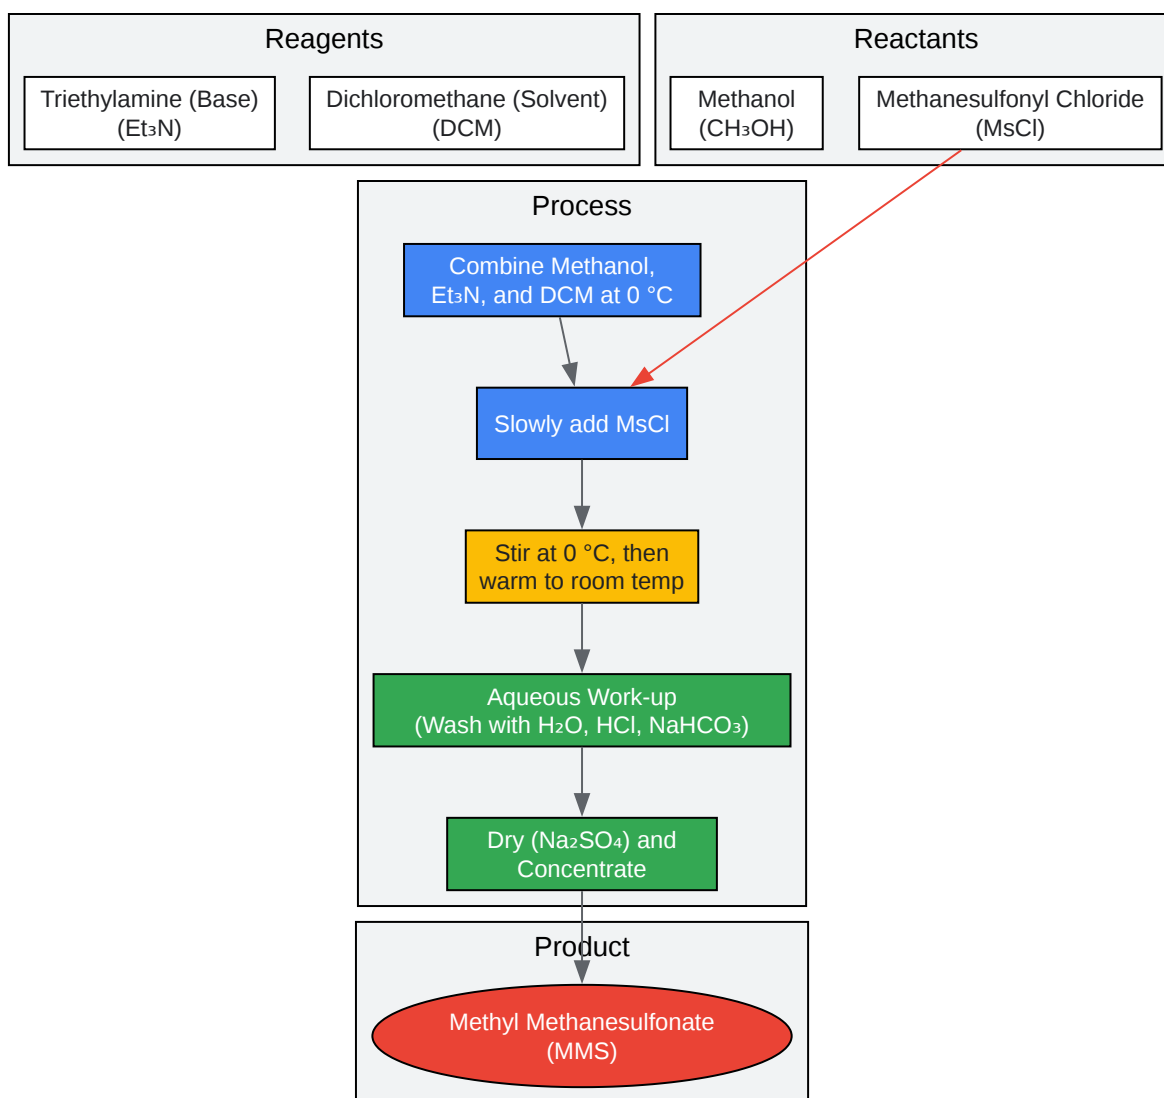 Reagents
Triethylamine (Base)
(Et₃N)
Dichloromethane (Solvent)
(DCM)
Reactants
Methanol
(CH₃OH)
Methanesulfonyl Chloride
(MsCl)
Process
Combine Methanol,
Et₃N, and DCM at 0 °C
Slowly add MsCl
Stir at 0 °C, then
warm to room temp
Aqueous Work-up
(Wash with H₂O, HCl, NaHCO₃)
Dry (Na₂SO₄) and
Concentrate
Product
Methyl Methanesulfonate
(MMS)